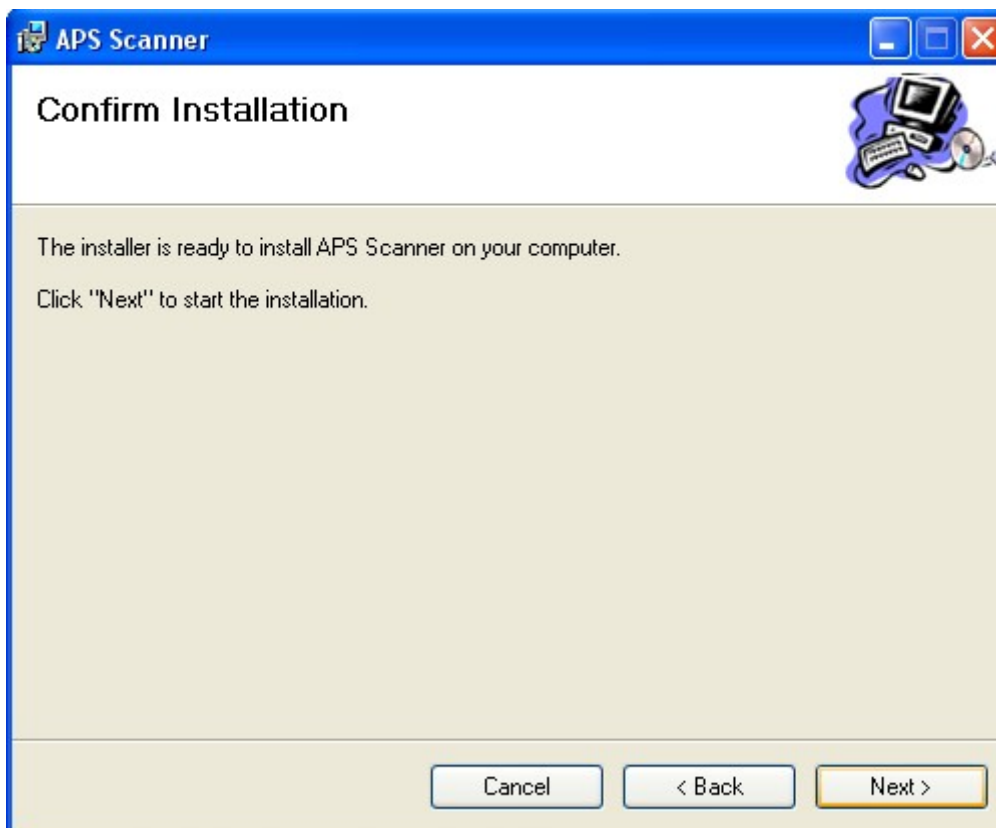 APS Scanner
Confirm Installation
The installer is ready to install APS Scanner on your computer.
Click "Next" to start the installation.
Cancel
< Back
Next >